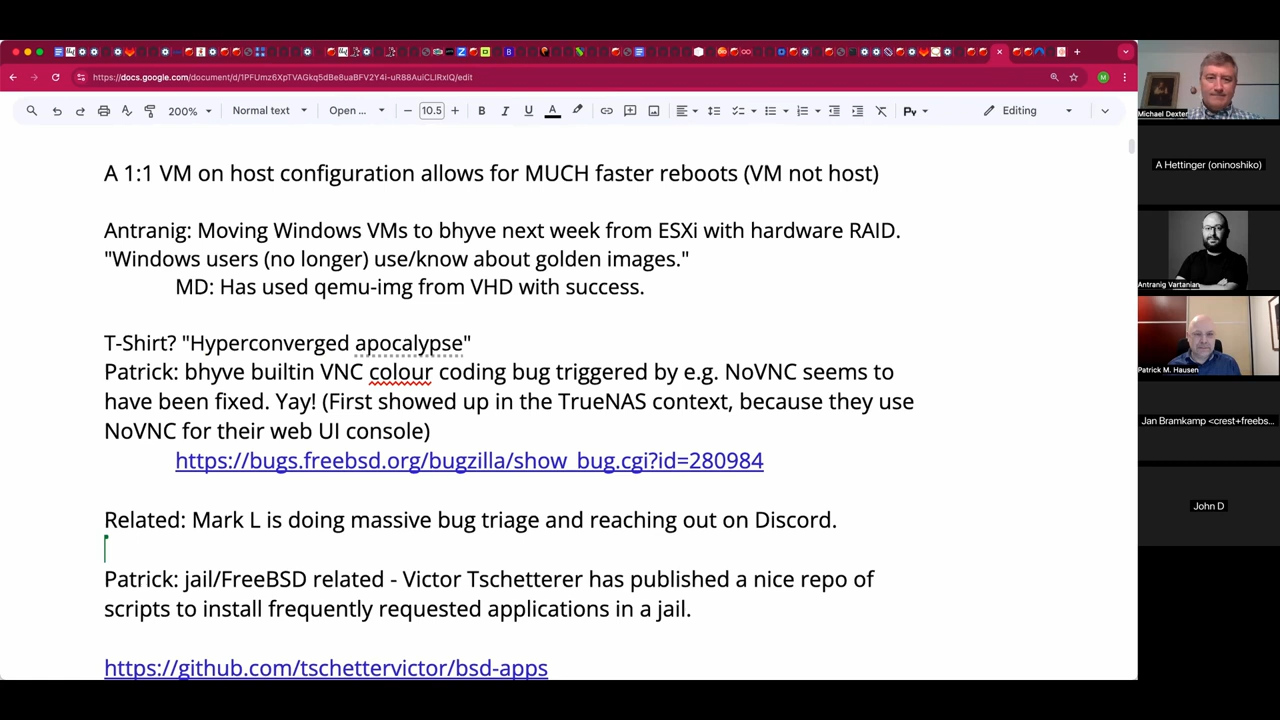 https://docs.google.com/document/d/1PFUmz6XpTVAGkq5dBe8uaBFV2Y4i-uR88AuiCLIRxIQ/edit
200%
Normal text
Open ...
10.5
Editing
A 1:1 VM on host configuration allows for MUCH faster reboots (VM not host)
Antranig: Moving Windows VMs to bhyve next week from ESXi with hardware RAID.
"Windows users (no longer) use/know about golden images."
MD: Has used qemu-img from VHD with success.
T-Shirt? "Hyperconverged apocalypse"
Patrick: bhyve builtin VNC colour coding bug triggered by e.g. NoVNC seems to
have been fixed. Yay! (First showed up in the TrueNAS context, because they use
NoVNC for their web UI console)
https://bugs.freebsd.org/bugzilla/show_bug.cgi?id=280984
Related: Mark L is doing massive bug triage and reaching out on Discord.
Patrick: jail/FreeBSD related - Victor Tschetterer has published a nice repo of
scripts to install frequently requested applications in a jail.
https://github.com/tschettervictor/bsd-apps
Michael Dexter
A Hettinger (oninoshiko)
Antranig Vartanian
Patrick M. Hausen
Jan Bramkamp <crest+freebs...
John D